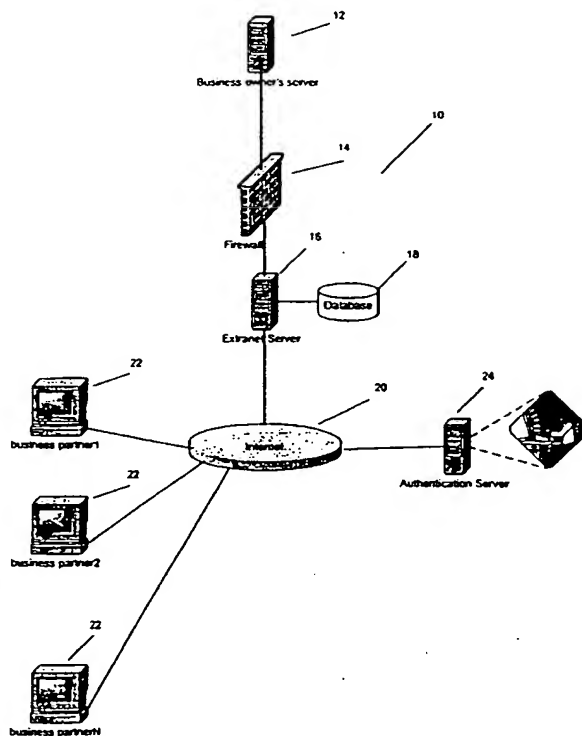 12
Business owner's server
10
14
Firewall
16
18
Database
Extranet Server
22
20
24
Internet
business partner1
Authentication Server
22
business partner2
22
business partnerN